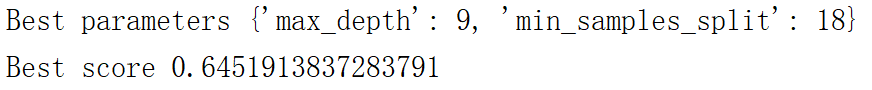 Best parameters {'max_depth': 9, 'min_samples_split': 18}
Best score 0.6451913837283791